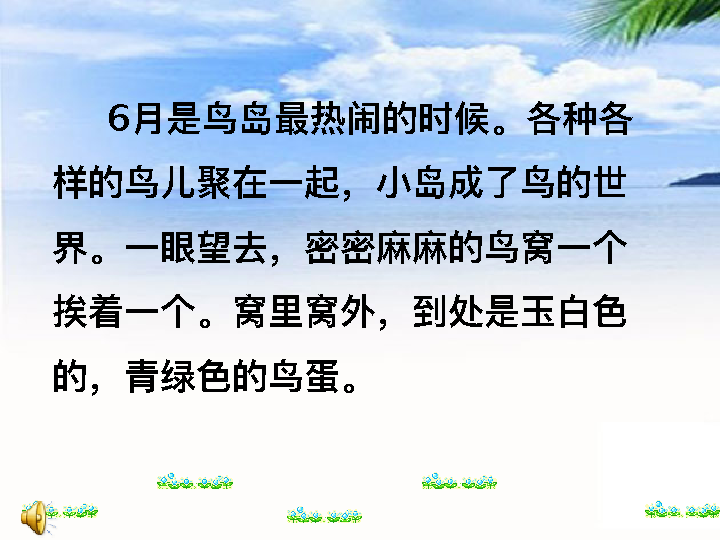 6月是鸟岛最热闹的时候。各种各
样的鸟儿聚在一起，小岛成了鸟的世
界。一眼望去，密密麻麻的鸟窝一个
挨着一个。窝里窝外，到处是玉白色
的，青绿色的鸟蛋。